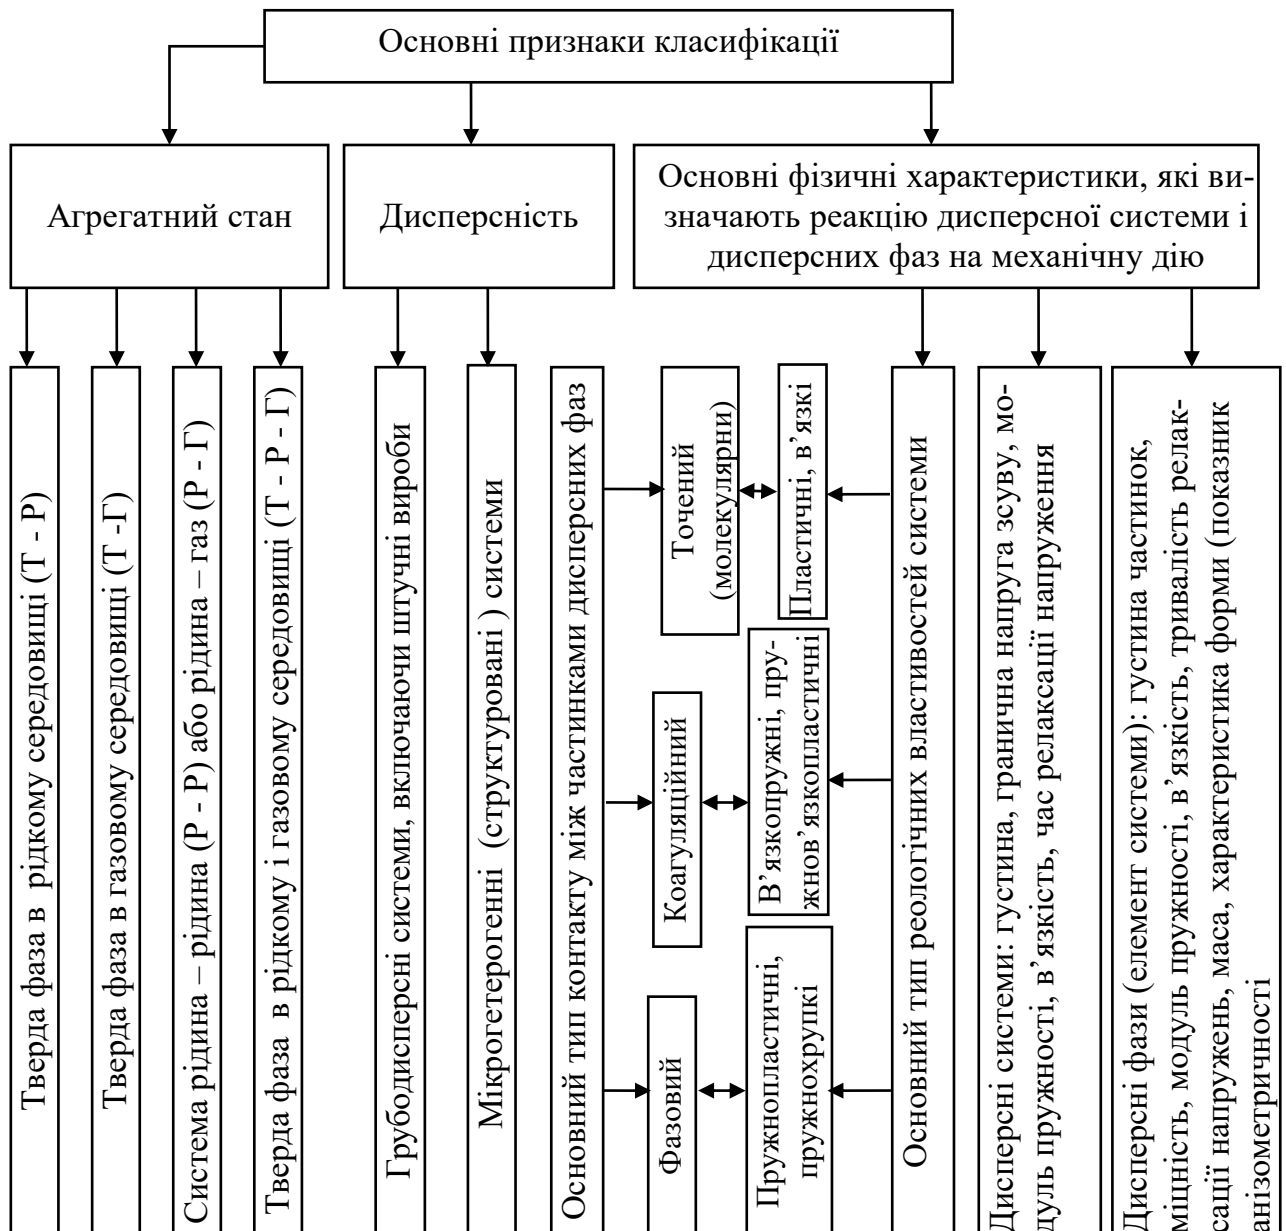 Основні признаки класифікації
Агрегатний стан
Дисперсність
Основні фізичні характеристики, які ви-
значають реакцію дисперсної системи і
дисперсних фаз на механічну дію
Тверда фаза в рідкому середовищі (Т - Р)
Тверда фаза в газовому середовищі (Т -Г)
Система рідина – рідина (Р - Р) або рідина – газ (Р - Г)
Тверда фаза в рідкому і газовому середовищі (Т - Р - Г)
Грубодисперсні системи, включаючи штучні вироби
Мікрогетерогенні (структуровані ) системи
Основний тип контакту між частинками дисперсних фаз
Точений
(молекулярни)
Коагуляційний
Фазовий
Пластичні, в’язкі
В’язкопружні, пру-
жнов’язкопластичні
Пружнопластичні,
пружнохрупкі
Основний тип реологічних властивостей системи
Дисперсні системи: густина, гранична напруга зсуву, мо-
дуль пружності, в’язкість, час релаксації напруження
Дисперсні фази (елемент системи): густина частинок,
міцність, модуль пружності, в’язкість, тривалість релак-
сації напружень, маса, характеристика форми (показник
анізометричності